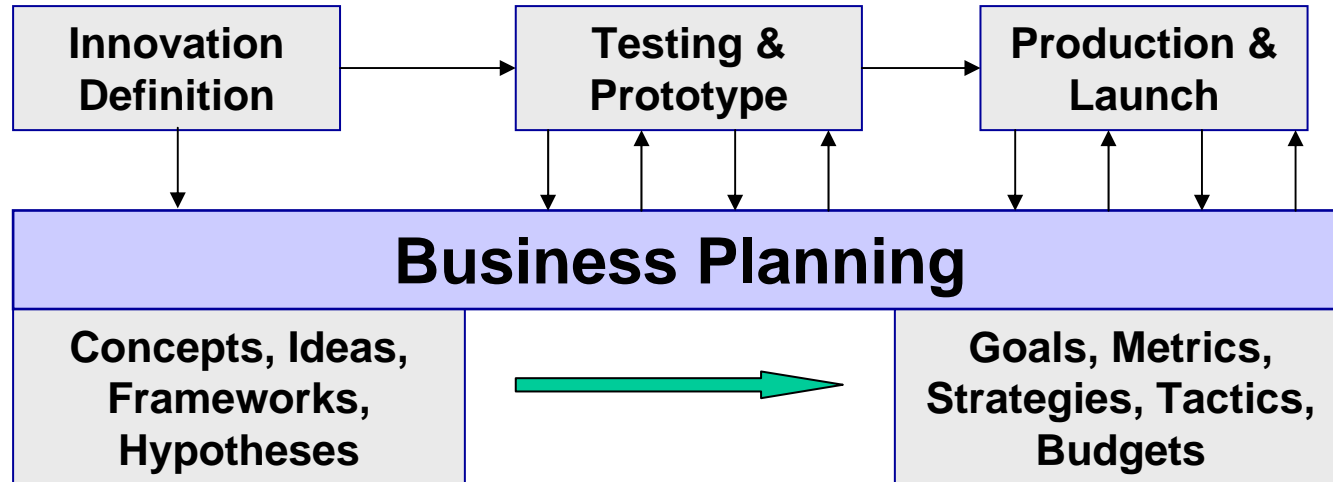 Innovation
Definition
Testing &
Prototype
Production &
Launch
Business Planning
Concepts, Ideas,
Frameworks,
Hypotheses
Goals, Metrics,
Strategies, Tactics,
Budgets